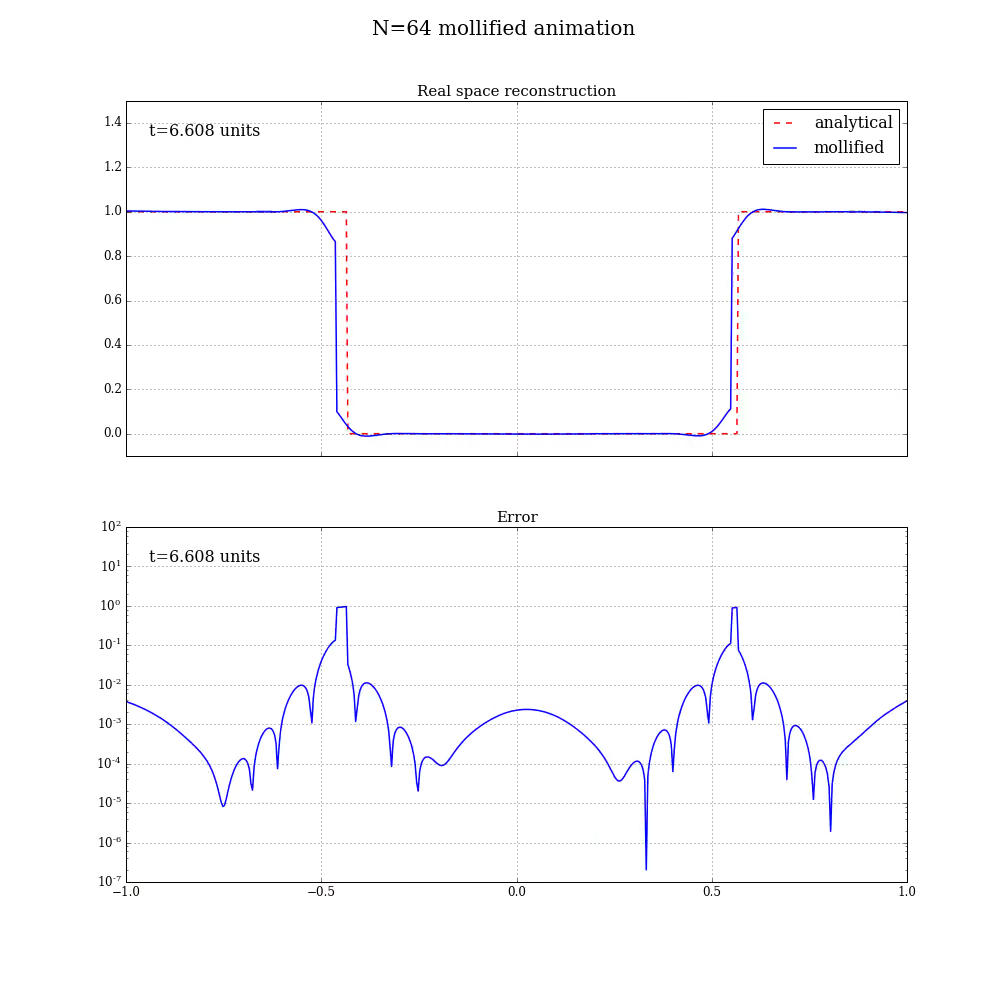 N=64 mollified animation
Real space reconstruction
t=6.608 units
analytical
mollified
1.4
1.2
1.0
0.8
0.6
0.4
0.2
0.0
Error
t=6.608 units
10²
10¹
10⁰
10⁻¹
10⁻²
10⁻³
10⁻⁴
10⁻⁵
10⁻⁶
10⁻⁷
−1.0 −0.5 0.0 0.5 1.0